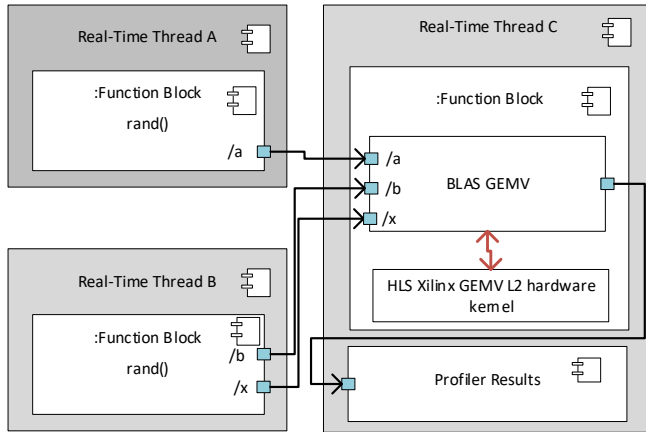 Real-Time Thread A
:Function Block
rand()
/a
Real-Time Thread B
:Function Block
rand()
/b
/x
Real-Time Thread C
:Function Block
/a
/b
/x
BLAS GEMV
HLS Xilinx GEMV L2 hardware
kernel
Profiler Results